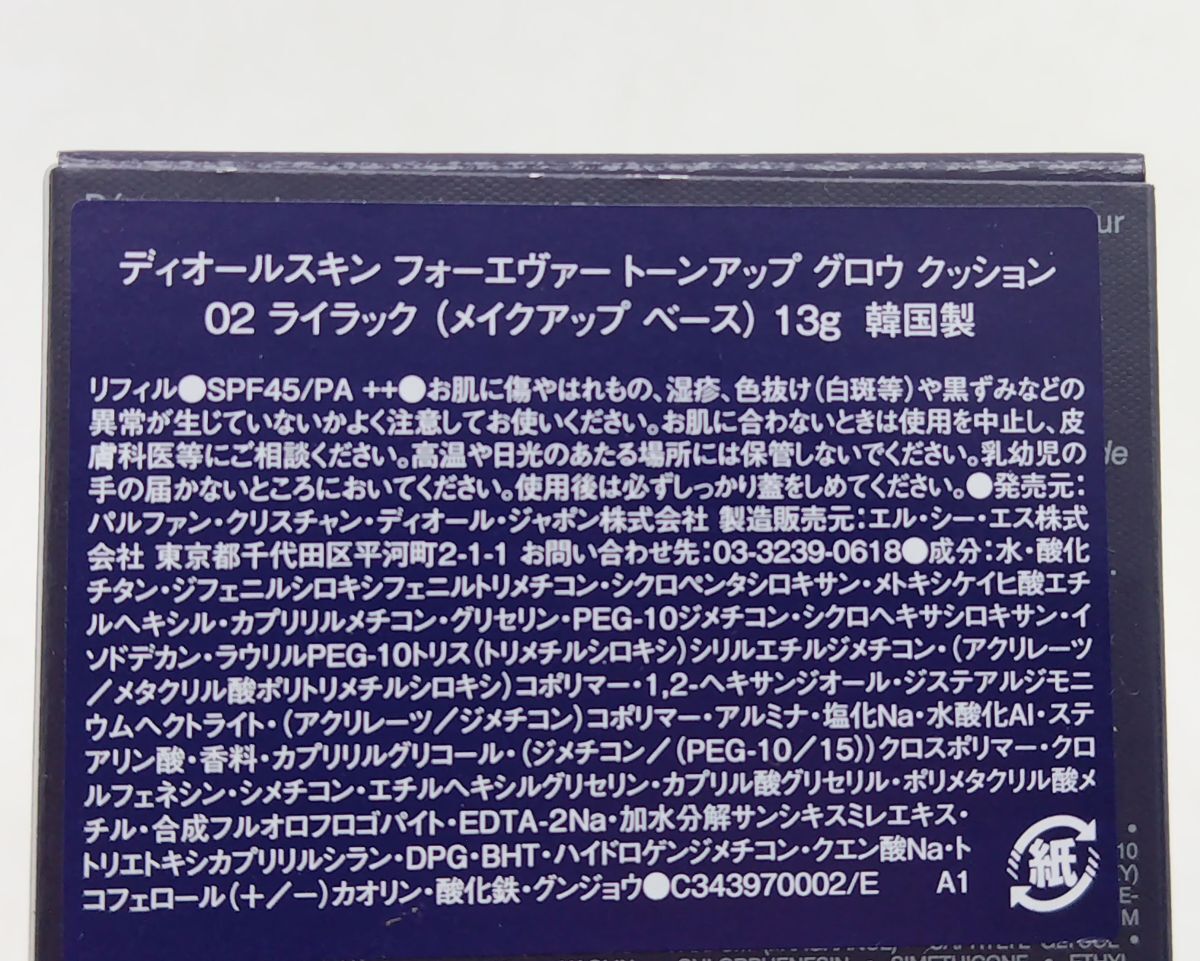 ディオールスキン フォーエヴァー トーンアップ グロウ クッション
02 ライラック (メイクアップ ベース) 13g 韓国製
リフィル●SPF45/PA ++●お肌に傷やはれもの、湿疹、色抜け(白斑等)や黒ずみなどの
異常が生じていないかよく注意してお使いください。お肌に合わないときは使用を中止し、皮
膚科医等にご相談ください。高温や日光のあたる場所には保管しないでください。乳幼児の
手の届かないところにおいてください。使用後は必ずしっかり蓋をしめてください。●発売元:
パルファン・クリスチャン・ディオール・ジャポン株式会社 製造販売元:エル・シー・エス株式
会社 東京都千代田区平河町2-1-1 お問い合わせ先:03-3239-0618●成分:水・酸化
チタン・ジフェニルシロキシフェニルトリメチコン・シクロペンタシロキサン・メトキシケイヒ酸エチ
ルヘキシル・カプリリルメチコン・グリセリン・PEG-10ジメチコン・シクロヘキサシロキサン・イ
ソドデカン・ラウリルPEG-10トリス(トリメチルシロキシ)シリルエチルジメチコン・(アクリレーツ
/メタクリル酸ポリトリメチルシロキシ)コポリマー・1,2-ヘキサンジオール・ジステアルジモニ
ウムヘクトライト・(アクリレーツ/ジメチコン)コポリマー・アルミナ・塩化Na・水酸化Al・ステ
アリン酸・香料・カプリリルグリコール・(ジメチコン/(PEG-10/15))クロスポリマー・クロ
ルフェネシン・シメチコン・エチルヘキシルグリセリン・カプリル酸グリセリル・ポリメタクリル酸メ
チル・合成フルオロフロゴパイト・EDTA-2Na・加水分解サンシキスミレエキス・
トリエトキシカプリリルシラン・DPG・BHT・ハイドロゲンジメチコン・クエン酸Na・ト
コフェロール(+/-)カオリン・酸化鉄・グンジョウ●C343970002/E A1
紙
ur
de
10
Y)
E-
M
CHLORPHENESIN • SIMETHICONE • ETHYL